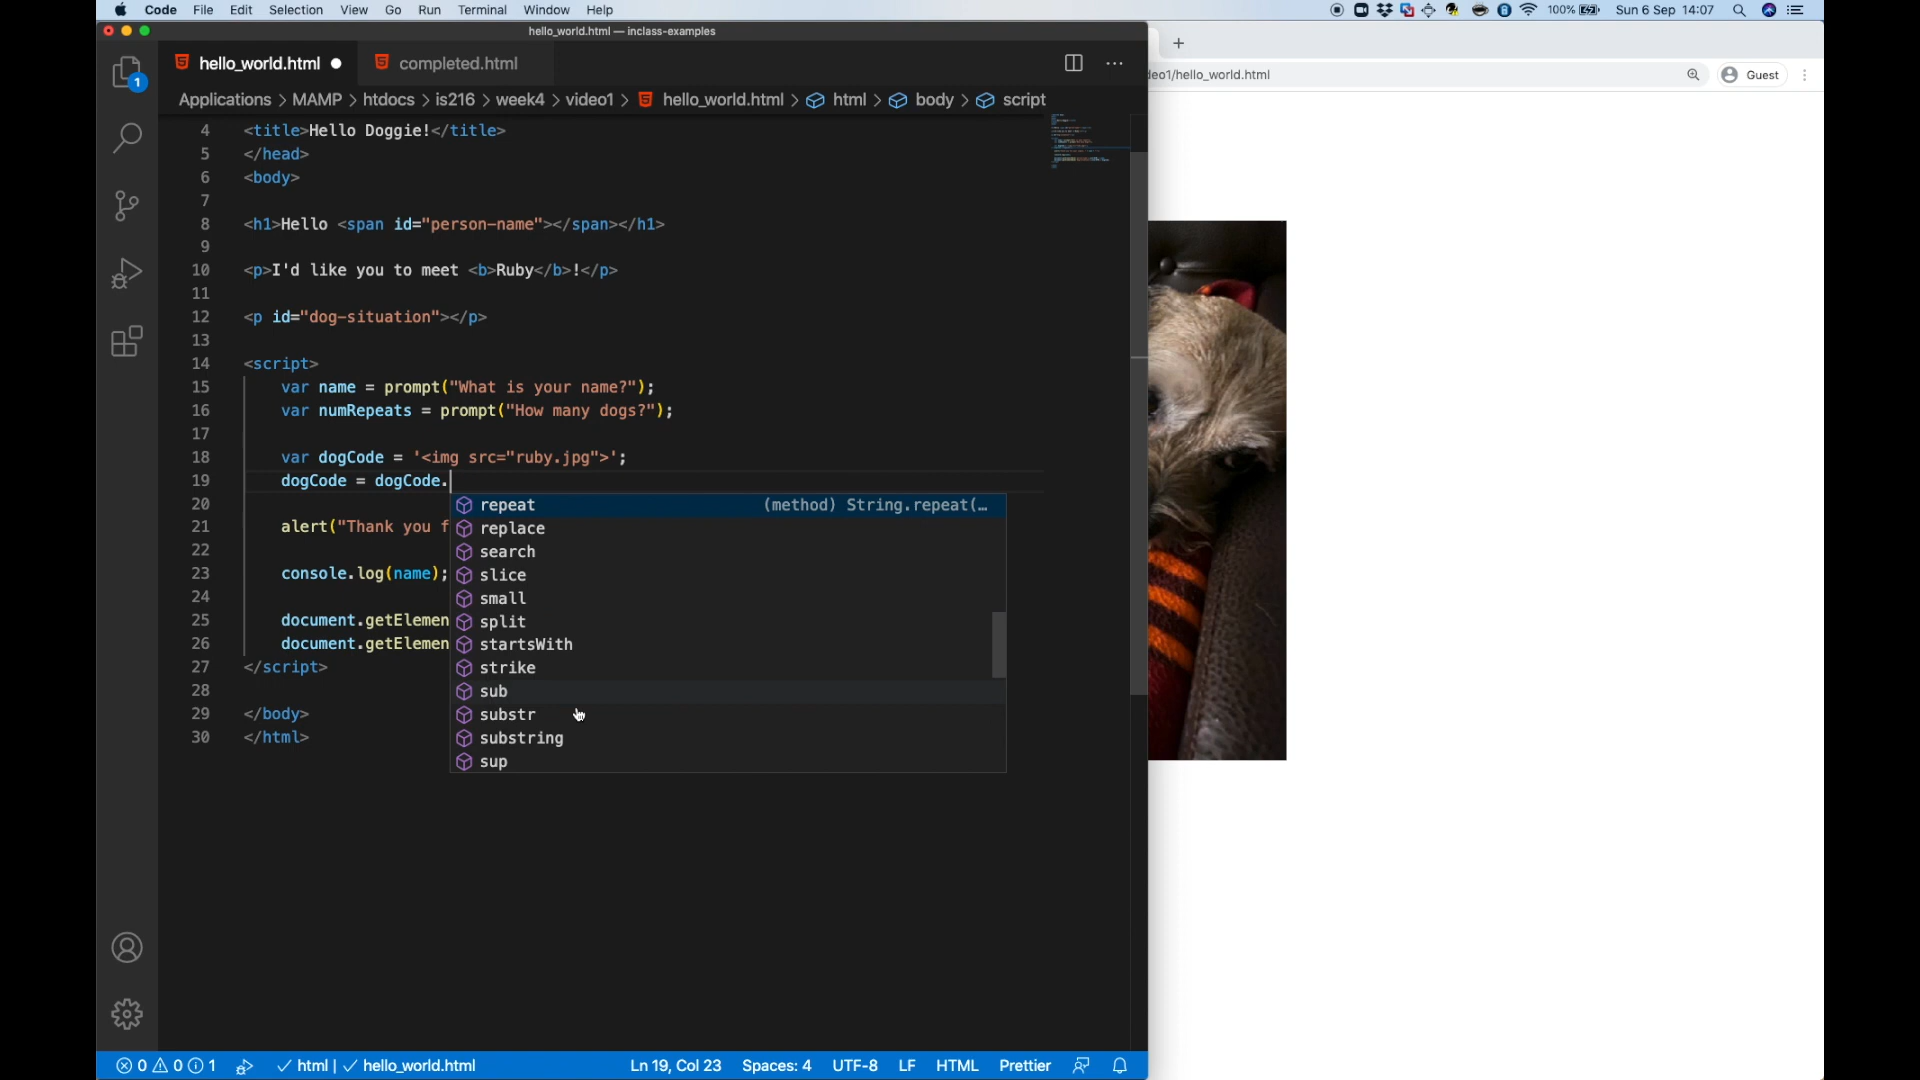 Code File Edit Selection View Go Run Terminal Window Help 100% Sun 6 Sep 14:07
hello_world.html — inclass-examples
hello_world.html completed.html
deo1/hello_world.html Guest
Applications > MAMP > htdocs > is216 > week4 > video1 > hello_world.html > html > body > script
4 <title>Hello Doggie!</title>
5 </head>
6 <body>
7
8 <h1>Hello <span id="person-name"></span></h1>
9
10 <p>I'd like you to meet <b>Ruby</b>!</p>
11
12 <p id="dog-situation"></p>
13
14 <script>
15 var name = prompt("What is your name?");
16 var numRepeats = prompt("How many dogs?");
17
18 var dogCode = '<img src="ruby.jpg">';
19 dogCode = dogCode.
20 repeat (method) String.repeat(…
replace
21 alert("Thank you f
search
22 slice
23 console.log(name);
24 small
25 document.getElemen split
26 document.getElemen startsWith
27 </script> strike
28 sub
29 </body> substr
30 </html> substring
sup
1
0 0 1 html | hello_world.html Ln 19, Col 23 Spaces: 4 UTF-8 LF HTML Prettier